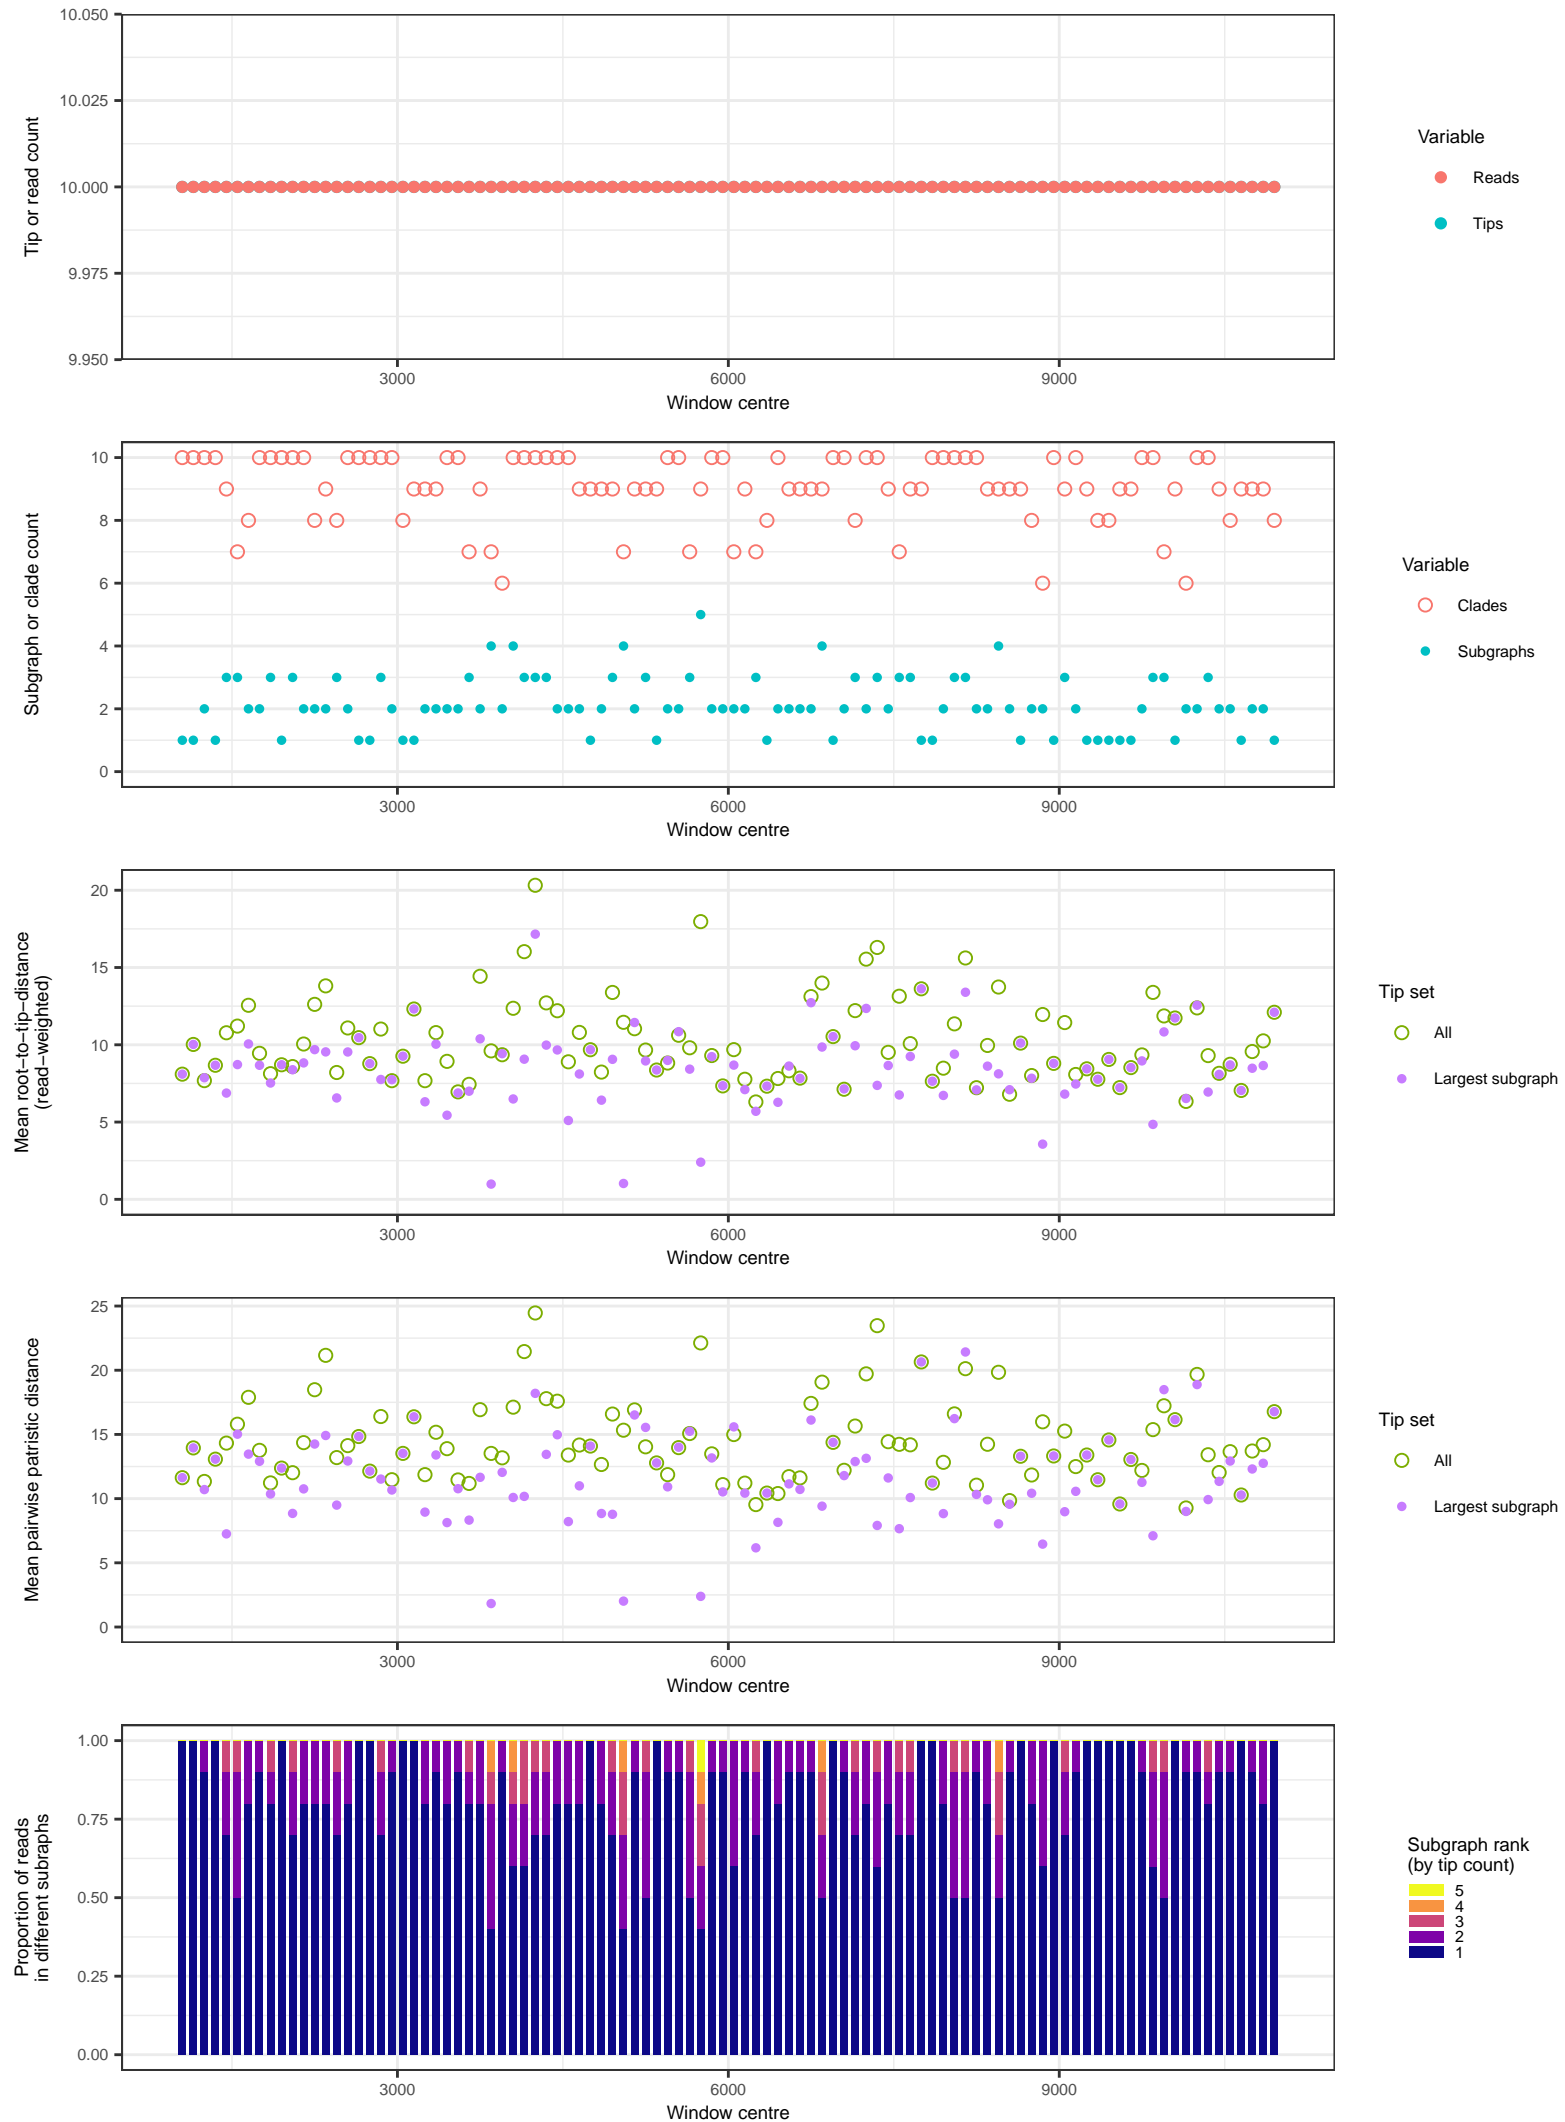 10.050
10.025
10.000
9.975
9.950
Tip or read count
3000
6000
9000
Window centre
Variable
Reads
Tips
10
8
6
4
2
0
Subgraph or clade count
3000
6000
9000
Window centre
Variable
Clades
Subgraphs
20
15
10
5
0
Mean root−to−tip−distance
(read−weighted)
3000
6000
9000
Window centre
Tip set
All
Largest subgraph
25
20
15
10
5
0
Mean pairwise patristic distance
3000
6000
9000
Window centre
Tip set
All
Largest subgraph
1.00
0.75
0.50
0.25
0.00
Proportion of reads
in different subraphs
3000
6000
9000
Window centre
Subgraph rank
(by tip count)
5
4
3
2
1